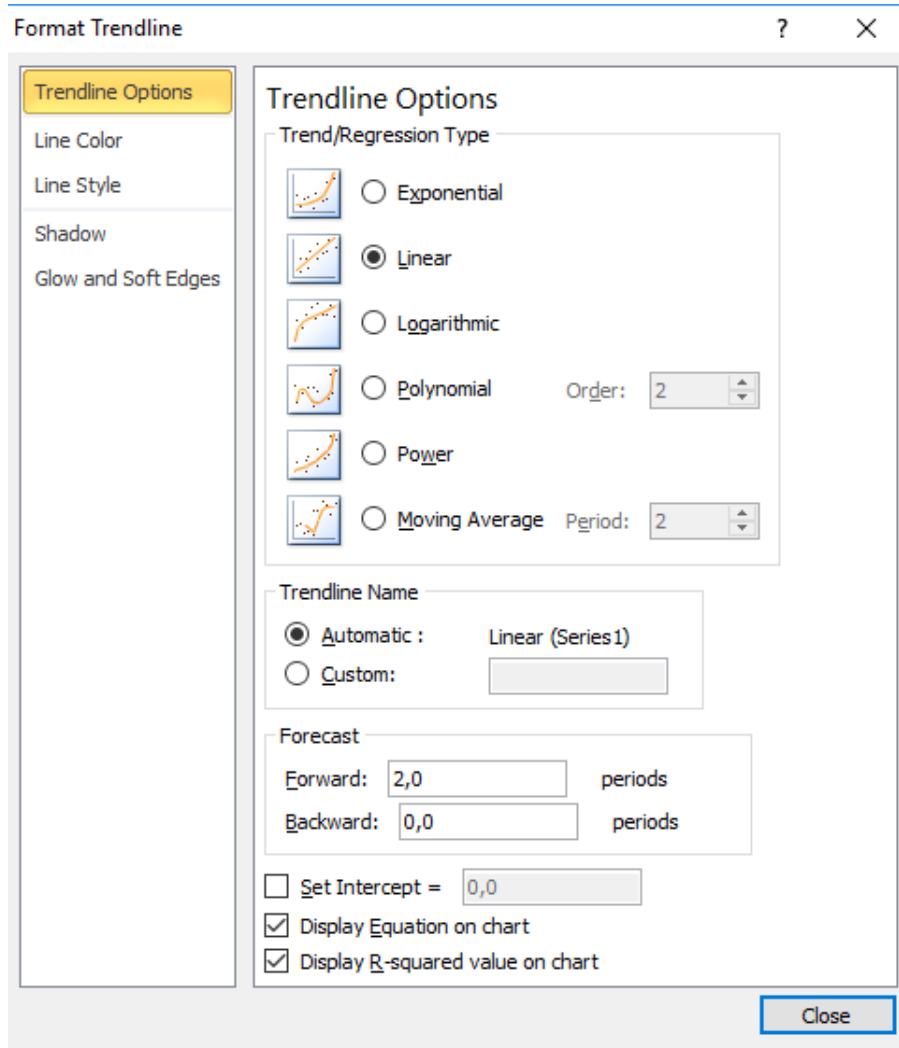 Format Trendline ?
Trendline Options
Line Color
Line Style
Shadow
Glow and Soft Edges
Trendline Options
Trend/Regression Type
Exponential
Linear
Logarithmic
Polynomial Order: 2
Power
Moving Average Period: 2
Trendline Name
Automatic : Linear (Series1)
Custom:
Forecast
Forward: 2,0 periods
Backward: 0,0 periods
Set Intercept = 0,0
Display Equation on chart
Display R-squared value on chart
Close